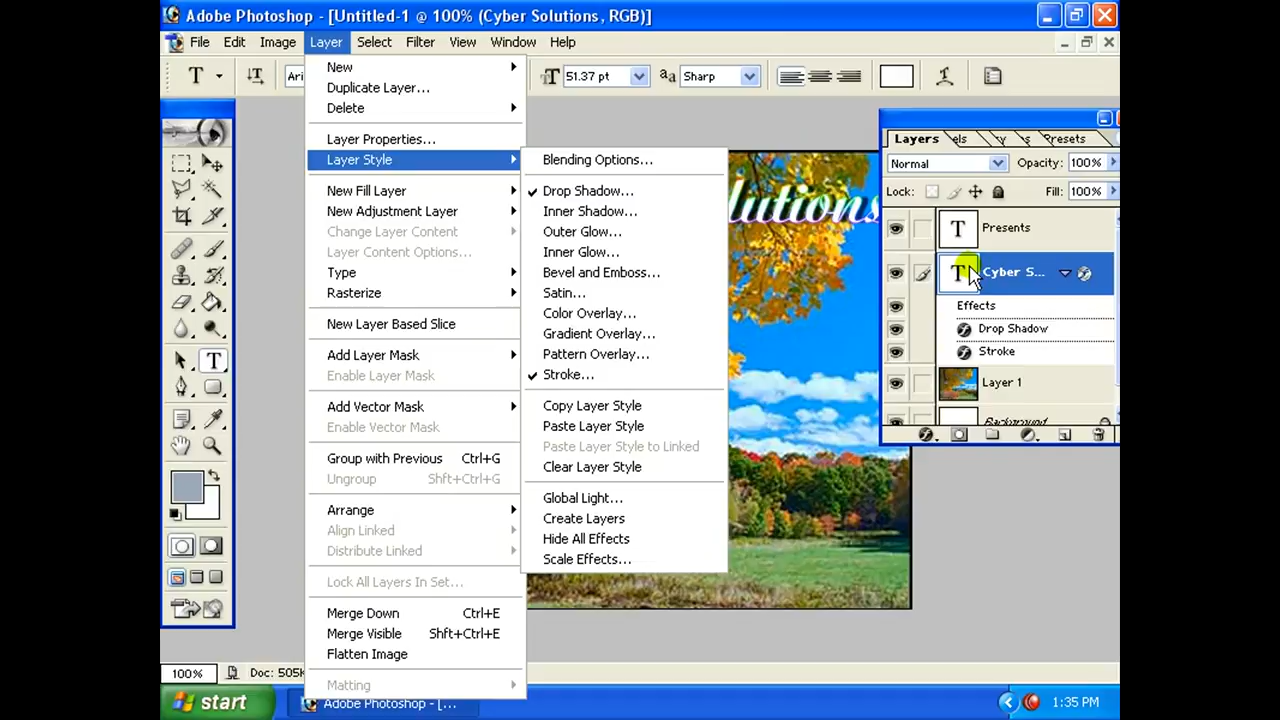 Adobe Photoshop - [Untitled-1 @ 100% (Cyber Solutions, RGB)]
File Edit Image Layer Select Filter View Window Help
T T Ari 51.37 pt aa Sharp
New
Duplicate Layer...
Delete
Layer Properties...
Layer Style
New Fill Layer
New Adjustment Layer
Change Layer Content
Layer Content Options...
Type
Rasterize
New Layer Based Slice
Add Layer Mask
Enable Layer Mask
Add Vector Mask
Enable Vector Mask
Group with Previous Ctrl+G
Ungroup Shft+Ctrl+G
Arrange
Align Linked
Distribute Linked
Lock All Layers In Set...
Merge Down Ctrl+E
Merge Visible Shft+Ctrl+E
Flatten Image
Matting
Blending Options...
Drop Shadow...
Inner Shadow...
Outer Glow...
Inner Glow...
Bevel and Emboss...
Satin...
Color Overlay...
Gradient Overlay...
Pattern Overlay...
Stroke...
Copy Layer Style
Paste Layer Style
Paste Layer Style to Linked
Clear Layer Style
Global Light...
Create Layers
Hide All Effects
Scale Effects...
lutions
Layers els y s Presets
Normal Opacity: 100%
Lock: Fill: 100%
T Presents
T Cyber S...
Effects
Drop Shadow
Stroke
Layer 1
Background
T
100% Doc: 505K
start Adobe Photoshop - [... 1:35 PM